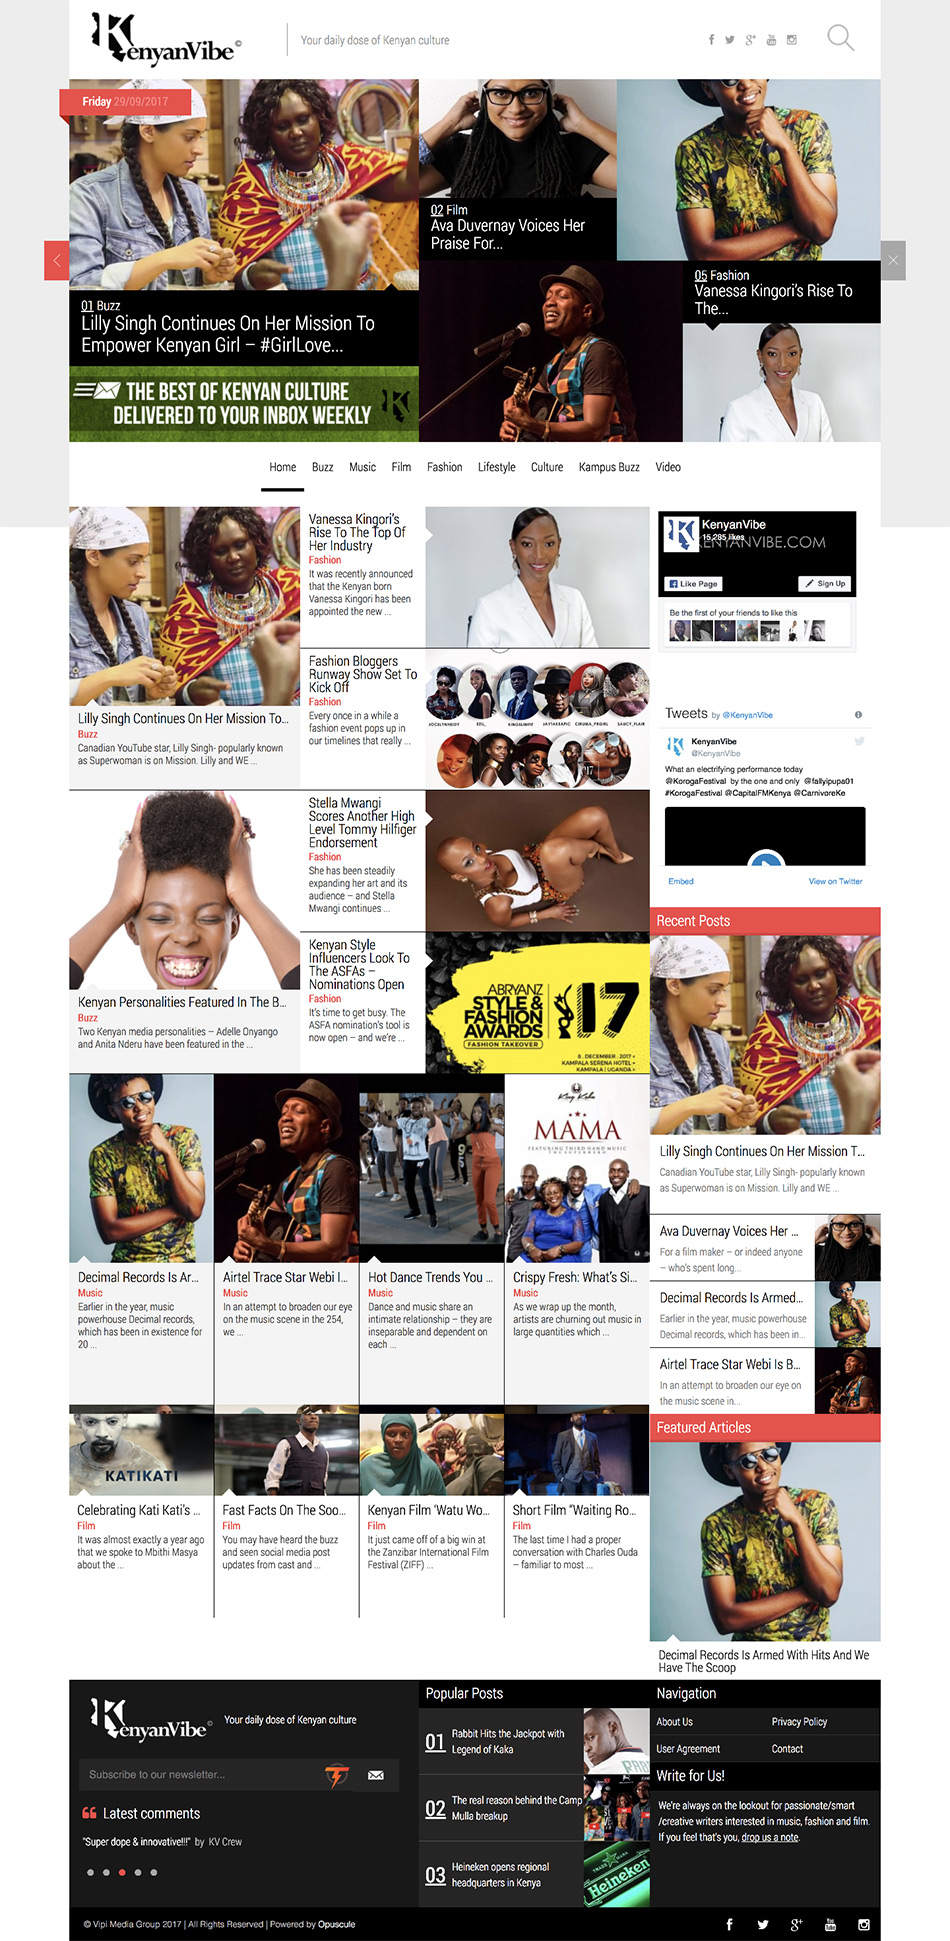 KenyanVibe©
Your daily dose of Kenyan culture
Friday 29/09/2017
01 Buzz
Lilly Singh Continues On Her Mission To
Empower Kenyan Girl – #GirlLove...
02 Film
Ava Duvernay Voices Her
Praise For...
05 Fashion
Vanessa Kingori's Rise To
The...
THE BEST OF KENYAN CULTURE
DELIVERED TO YOUR INBOX WEEKLY
Home Buzz Music Film Fashion Lifestyle Culture Kampus Buzz Video
Lilly Singh Continues On Her Mission To...
Buzz
Canadian YouTube star, Lilly Singh- popularly known
as Superwoman is on Mission. Lilly and WE ...
Vanessa Kingori's
Rise To The Top Of
Her Industry
Fashion
It was recently announced
that the Kenyan born
Vanessa Kingori has been
appointed the new ...
Fashion Bloggers
Runway Show Set To
Kick Off
Fashion
Every once in a while a
fashion event pops up in
our timelines that really ...
JOCELYNHEIDY
KINGSLIMIT
JAYTAKEAPIC
CIRUMA_PRGIRL
SAUCY_FLAIR
Kenyan Personalities Featured In The B...
Buzz
Two Kenyan media personalities – Adelle Onyango
and Anita Nderu have been featured in the ...
Stella Mwangi
Scores Another High
Level Tommy Hilfiger
Endorsement
Fashion
She has been steadily
expanding her art and its
audience – and Stella
Mwangi continues ...
Kenyan Style
Influencers Look To
The ASFAs –
Nominations Open
Fashion
It's time to get busy. The
ASFA nomination's tool is
now open – and we're ...
ABRYANZ
STYLE &
FASHION
AWARDS
FASHION TAKEOVER
17
8 . DECEMBER . 2017
KAMPALA SERENA HOTEL
KAMPALA | UGANDA
Decimal Records Is Ar...
Music
Earlier in the year, music
powerhouse Decimal records,
which has been in existence for
20 ...
Airtel Trace Star Webi I...
Music
In an attempt to broaden our eye
on the music scene in the 254,
we ...
Hot Dance Trends You ...
Music
Dance and music share an
intimate relationship – they are
inseparable and dependent on
each ...
King Kaka
MAMA
FEATURING THIRD HAND MUSIC
Crispy Fresh: What's Si...
Music
As we wrap up the month,
artists are churning out music in
large quantities which ...
KATIKATI
Celebrating Kati Kati's ...
Film
It was almost exactly a year ago
that we spoke to Mbithi Masya
about the ...
Fast Facts On The Soo...
Film
You may have heard the buzz
and seen social media post
updates from cast and ...
Kenyan Film 'Watu Wo...
Film
It just came off of a big win at
the Zanzibar International Film
Festival (ZIFF) ...
Short Film "Waiting Ro...
Film
The last time I had a proper
conversation with Charles Ouda
– familiar to most ...
KenyanVibe
15,285 likes
KENYANVIBE.COM
Like Page
Sign Up
Be the first of your friends to like this
Tweets by @KenyanVibe
KenyanVibe
@KenyanVibe
What an electrifying performance today
@KorogaFestival by the one and only @fallyipupa01
#KorogaFestival @CapitalFMKenya @CarnivoreKe
Embed
View on Twitter
Recent Posts
Lilly Singh Continues On Her Mission T...
Canadian YouTube star, Lilly Singh- popularly known
as Superwoman is on Mission. Lilly and WE ...
Ava Duvernay Voices Her ...
For a film maker – or indeed anyone
– who's spent long...
Decimal Records Is Armed...
Earlier in the year, music powerhouse
Decimal records, which has been in...
Airtel Trace Star Webi Is B...
In an attempt to broaden our eye on
the music scene in...
Featured Articles
Decimal Records Is Armed With Hits And We
Have The Scoop
KenyanVibe©
Your daily dose of Kenyan culture
Subscribe to our newsletter...
Latest comments
"Super dope & innovative!!!" by KV Crew
Popular Posts
01
Rabbit Hits the Jackpot with
Legend of Kaka
02
The real reason behind the Camp
Mulla breakup
03
Heineken opens regional
headquarters in Kenya
TRADE MARK
Heineken
Navigation
About Us
Privacy Policy
User Agreement
Contact
Write for Us!
We're always on the lookout for passionate/smart
/creative writers interested in music, fashion and film.
If you feel that's you, drop us a note.
© Vipi Media Group 2017 | All Rights Reserved | Powered by Opuscule